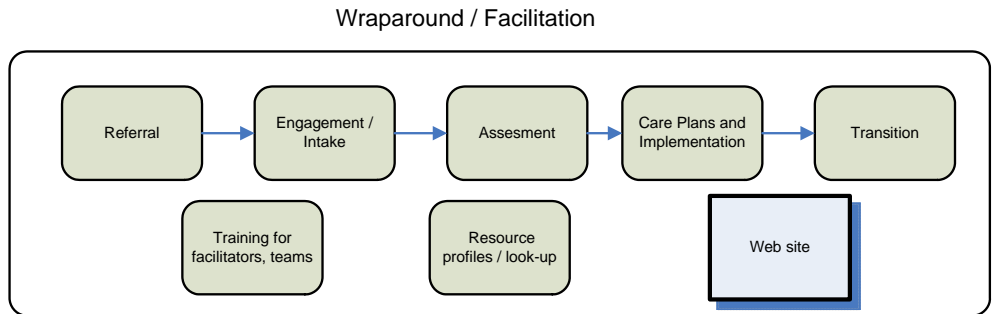 Wraparound / Facilitation
Referral
Engagement /
Intake
Assesment
Care Plans and
Implementation
Transition
Training for
facilitators, teams
Resource
profiles / look-up
Web site